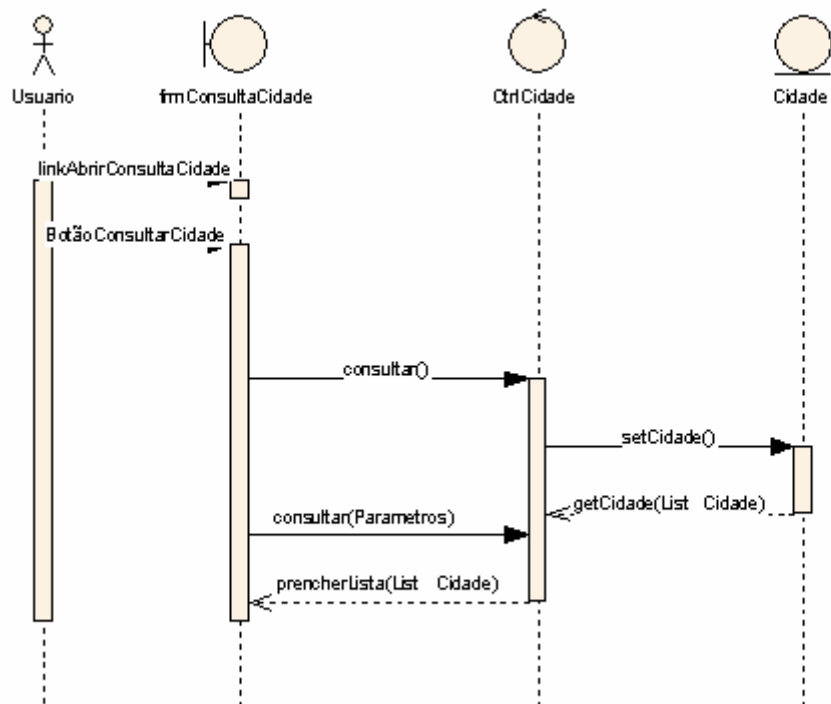 Usuario
frmConsultaCidade
CtrlCidade
Cidade
linkAbrirConsultaCidade
BotãoConsultarCidade
consultar()
setCidade()
getCidade(List Cidade)
consultar(Parametros)
prencherLista(List Cidade)